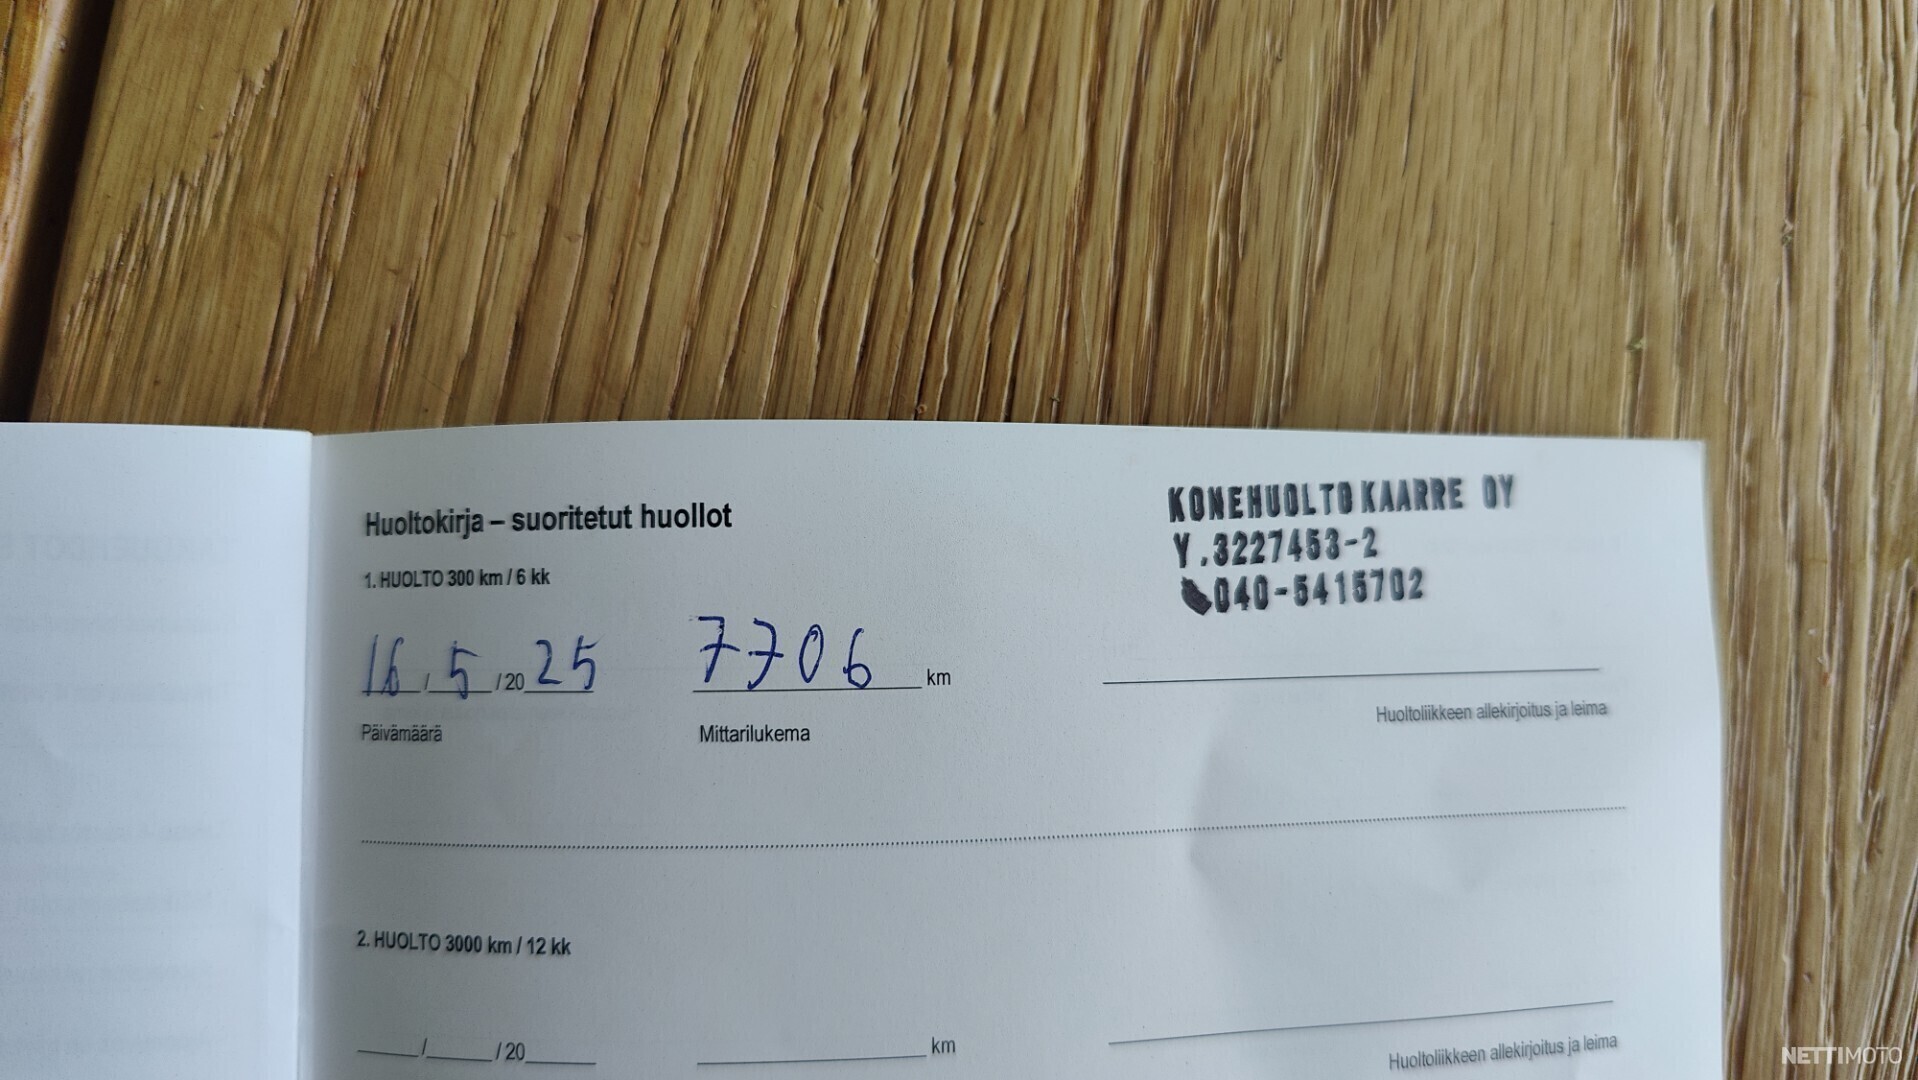 Huoltokirja – suoritetut huollot
KONEHUOLTO KAARRE OY
Y.3227453-2
040-5415702
1. HUOLTO 300 km / 6 kk
16 / 5 / 20 25 7706 km
Huoltoliikkeen allekirjoitus ja leima
Päivämäärä Mittarilukema
2. HUOLTO 3000 km / 12 kk
/ / 20 km
Huoltoliikkeen allekirjoitus ja leima
NETTIMOTO